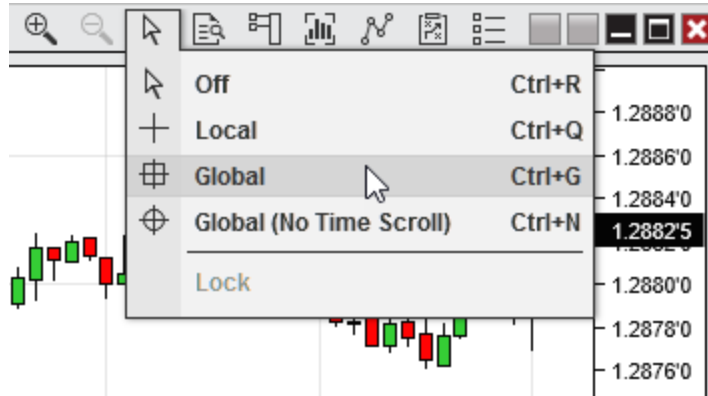 Off Ctrl+R
Local Ctrl+Q
Global Ctrl+G
Global (No Time Scroll) Ctrl+N
Lock
1.2888'0
1.2886'0
1.2884'0
1.2882'5
1.2880'0
1.2878'0
1.2876'0